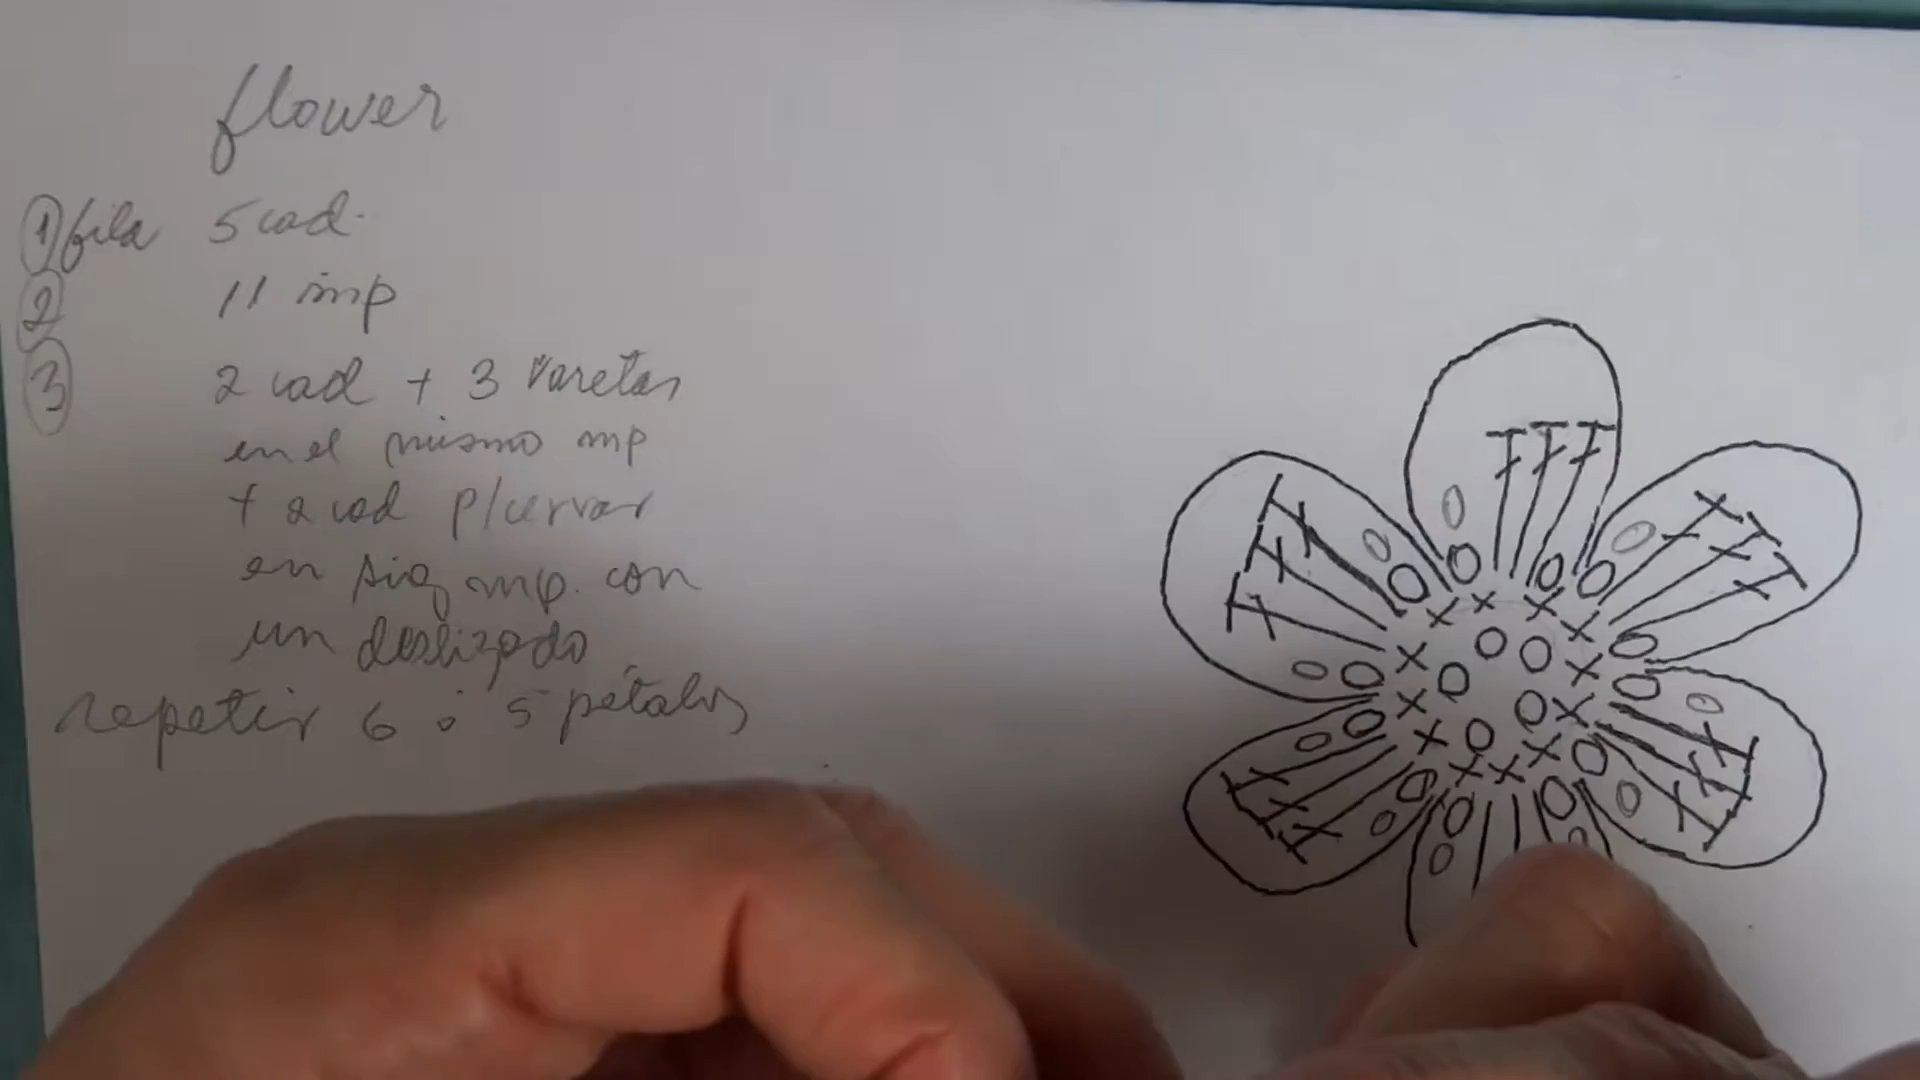 flower
1 fila 5 cad.
2 11 mp
3 2 cad + 3 varetas
en el mismo mp
+ 2 cad p/cerrar
en sig mp. con
un deslizado
repetir 6 o 5 pétalos